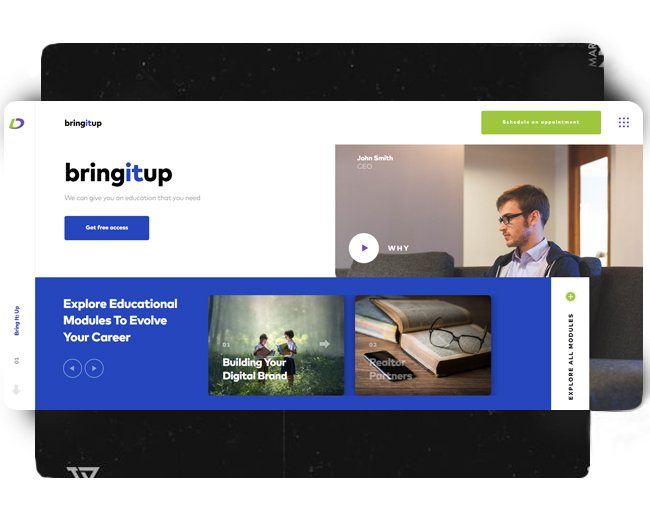 MAR
bringitup
Schedule an appointment
John Smith
CEO
bringitup
We can give you an education that you need
Get free access
WHY
Explore Educational
Modules To Evolve
Your Career
01
Building Your
Digital Brand
02
Realtor
Partners
EXPLORE ALL MODULES
Bring It Up
01